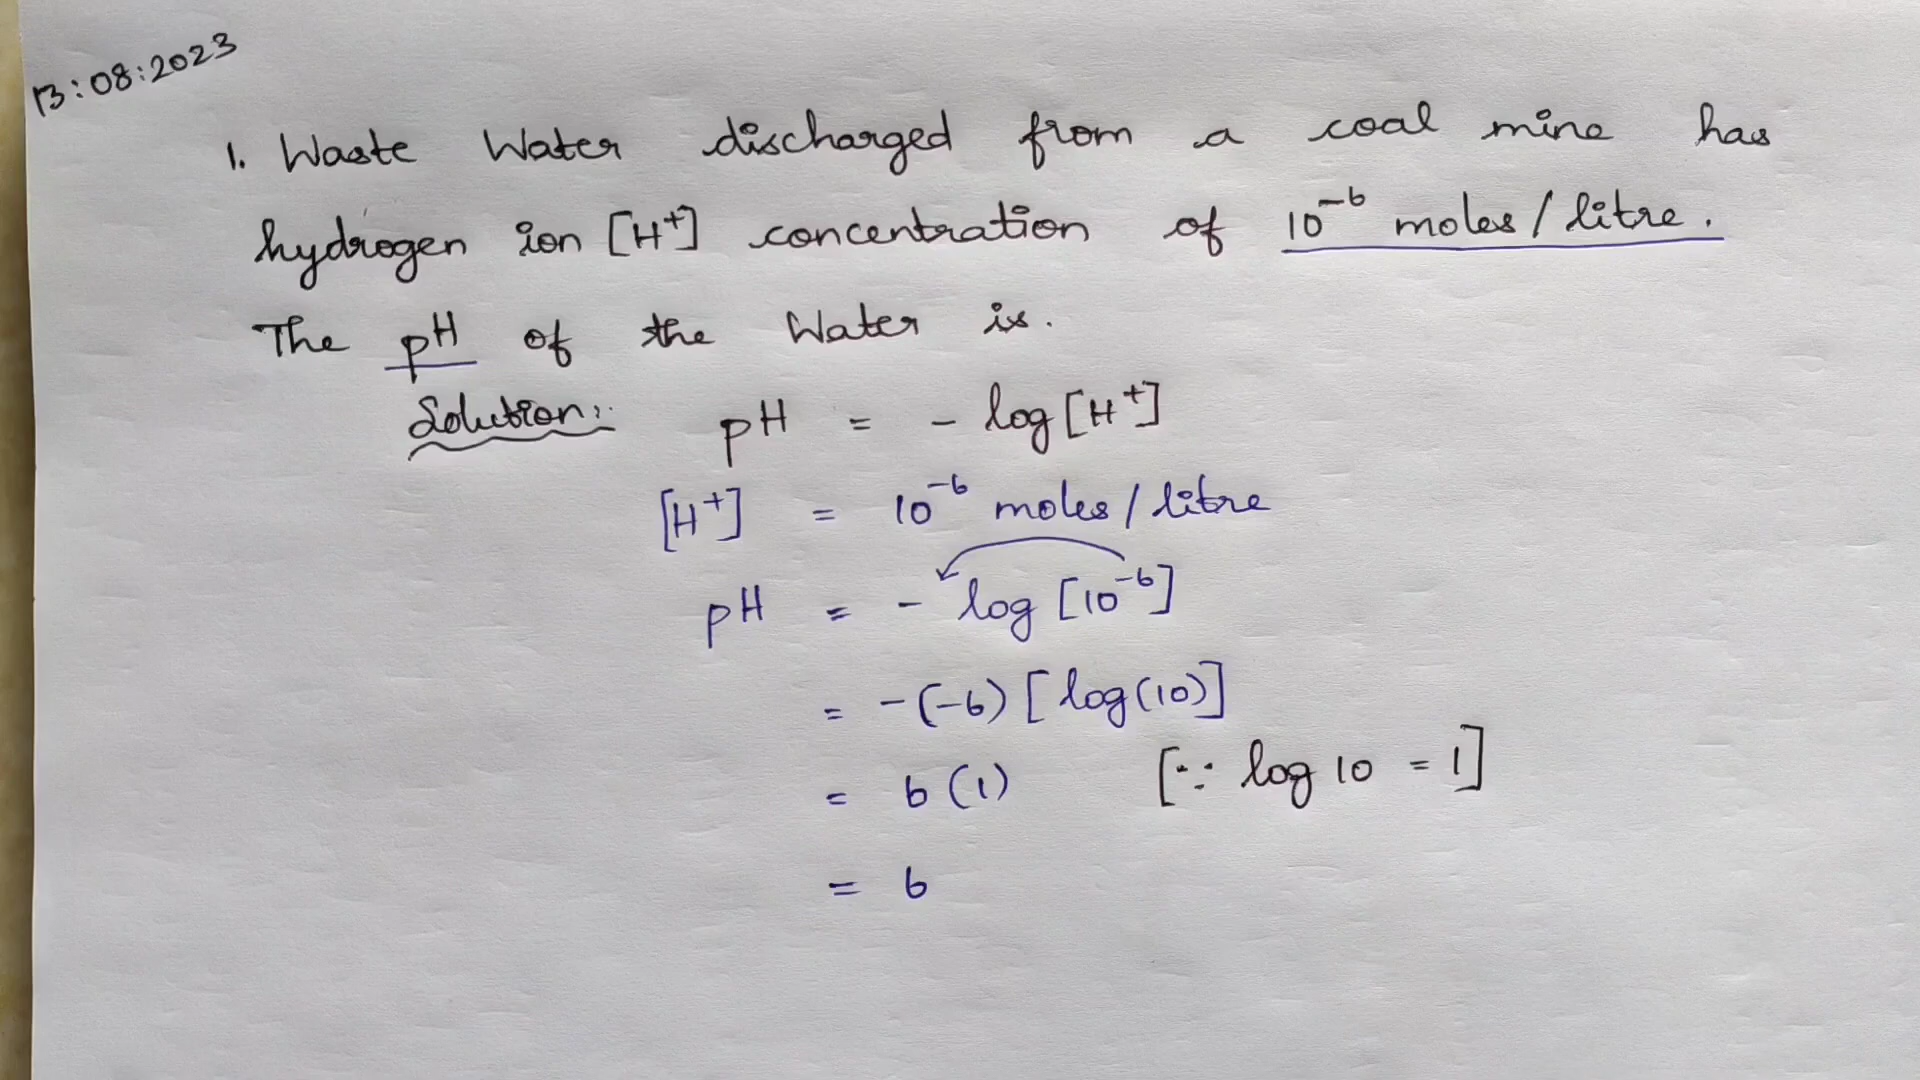 13:08:2023
1. Waste Water discharged from a coal mine has
hydrogen ion [H⁺] concentration of 10⁻⁶ moles/litre.
The pH of the Water is.
Solution:. pH = - log[H⁺]
[H⁺] = 10⁻⁶ moles/litre
pH = - log [10⁻⁶]
= -(-6) [log(10)]
= 6 (1) [∵ log 10 = 1]
= 6